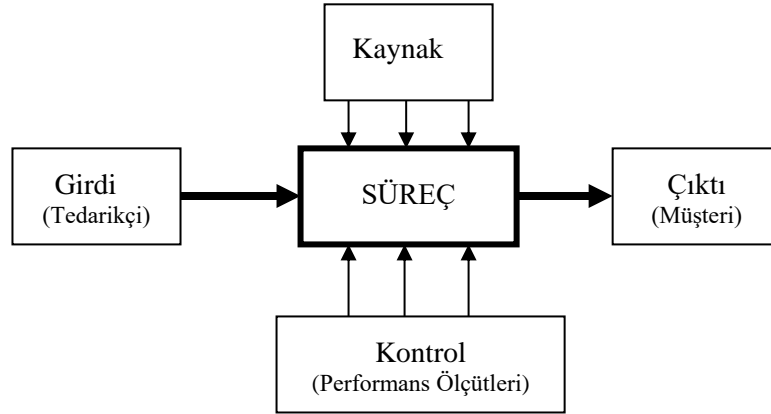 Kaynak
Girdi
(Tedarikçi)
SÜREÇ
Çıktı
(Müşteri)
Kontrol
(Performans Ölçütleri)